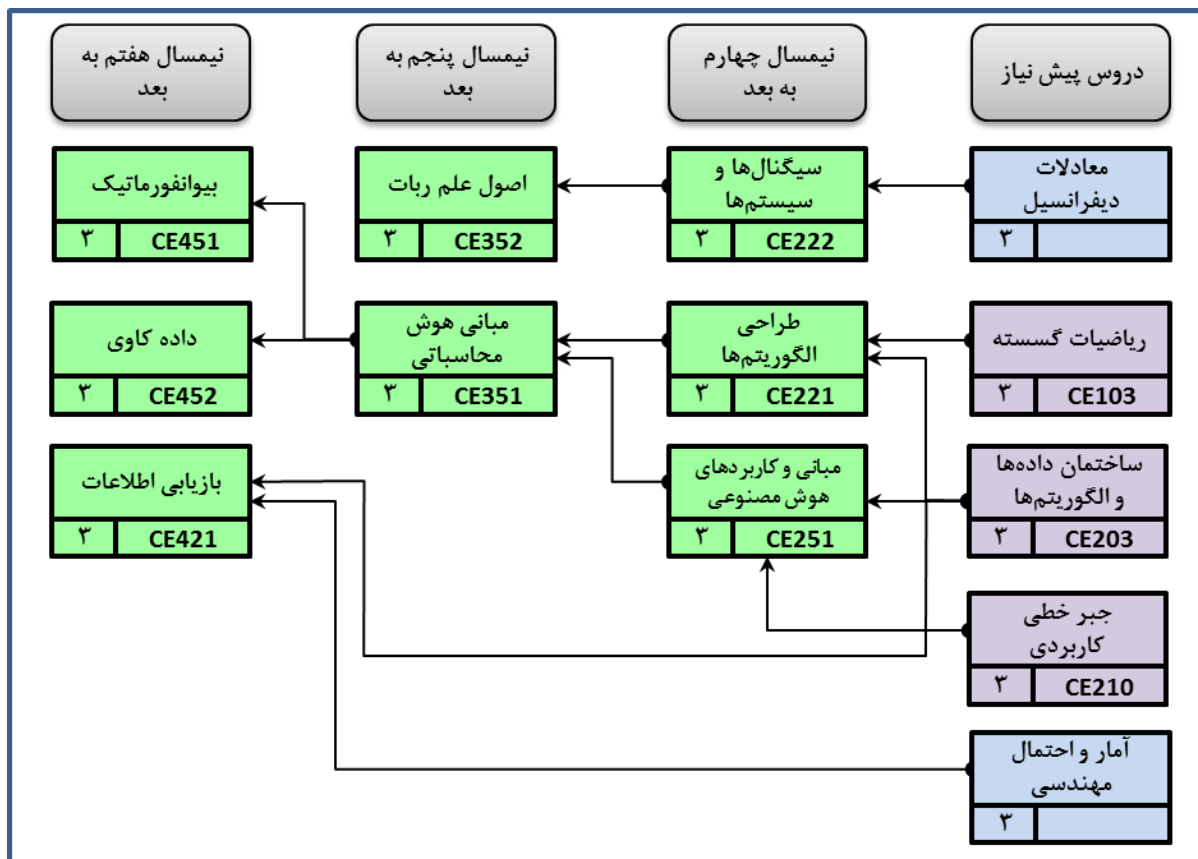 دروس پیش نیاز
نیمسال چهارم
به بعد
نیمسال پنجم به
بعد
نیمسال هفتم به
بعد
معادلات
دیفرانسیل
۳
سیگنال‌ها و
سیستم‌ها
CE222 ۳
اصول علم ربات
CE352 ۳
بیوانفورماتیک
CE451 ۳
ریاضیات گسسته
CE103 ۳
طراحی
الگوریتم‌ها
CE221 ۳
مبانی هوش
محاسباتی
CE351 ۳
داده کاوی
CE452 ۳
ساختمان داده‌ها
و الگوریتم‌ها
CE203 ۳
مبانی و کاربردهای
هوش مصنوعی
CE251 ۳
بازیابی اطلاعات
CE421 ۳
جبر خطی
کاربردی
CE210 ۳
آمار و احتمال
مهندسی
۳